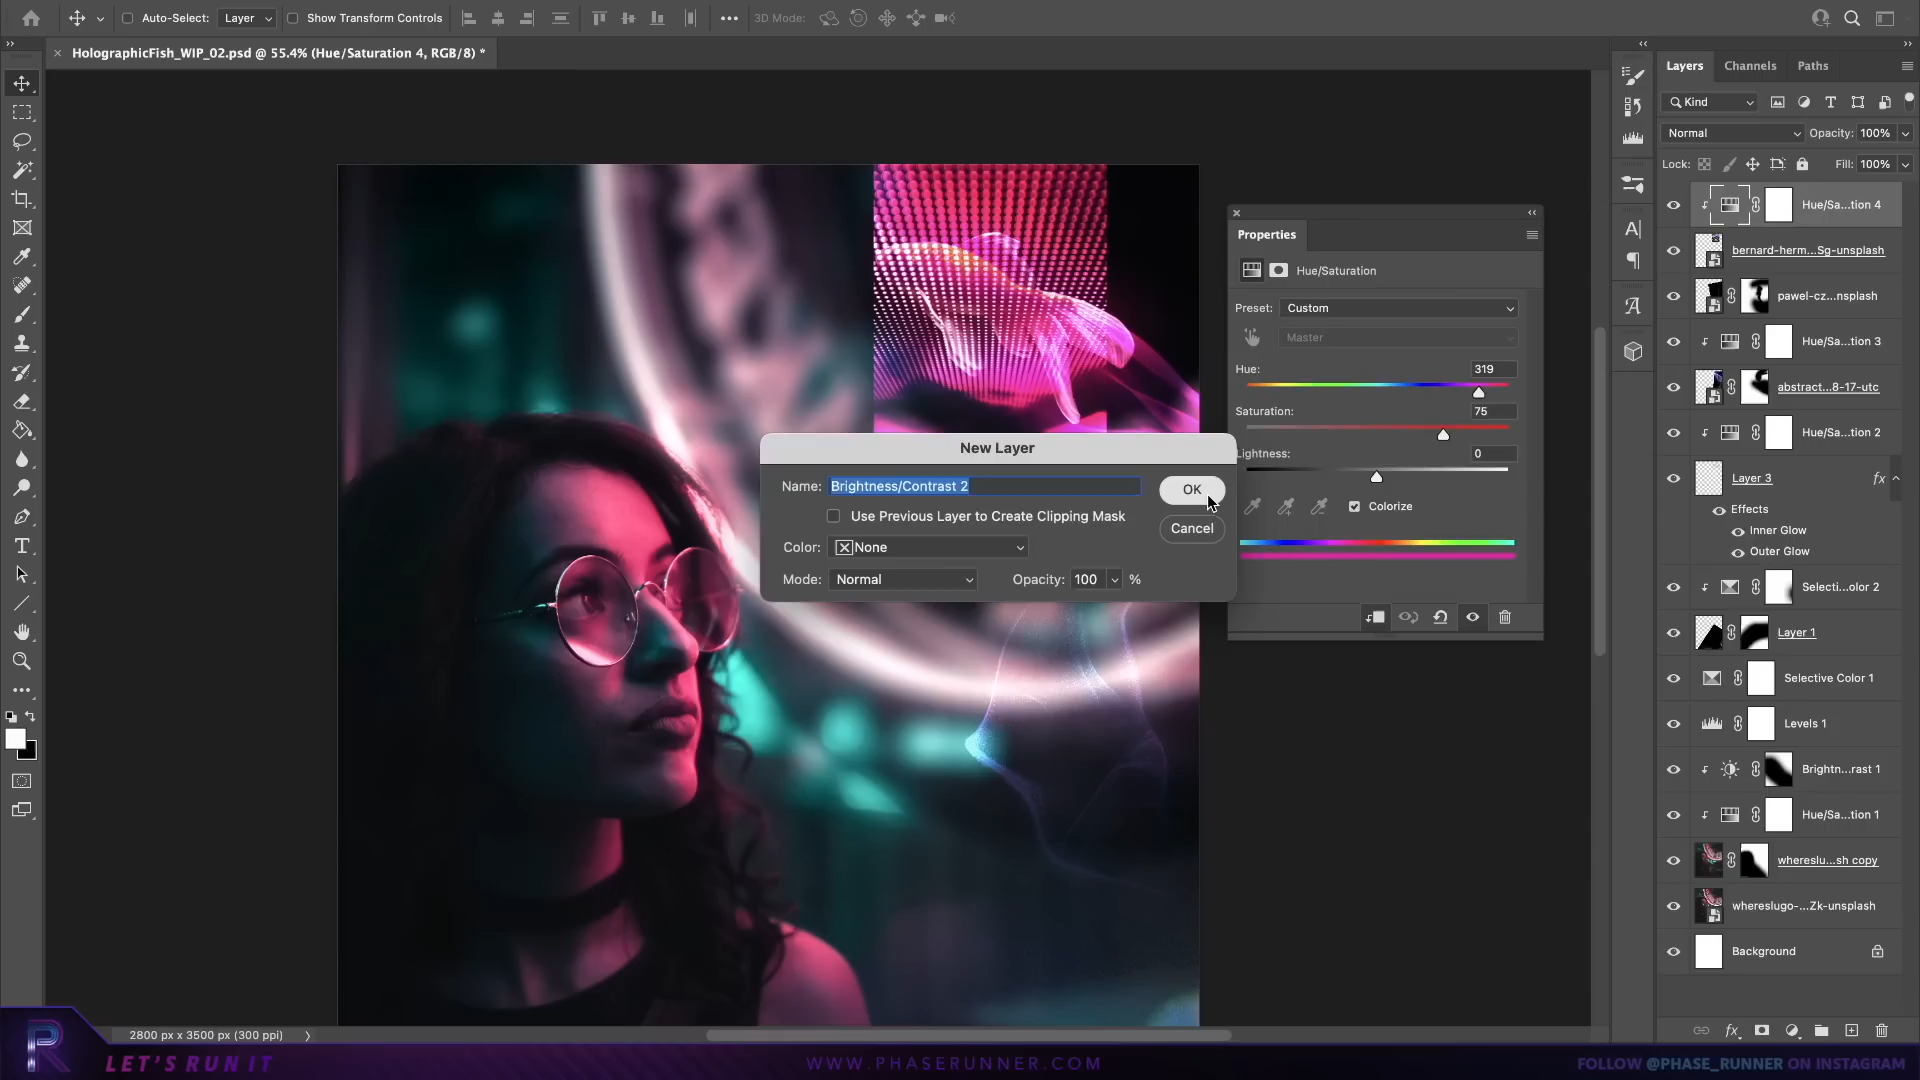 Auto-Select:
Layer
Show Transform Controls
3D Mode:
HolographicFish_WIP_02.psd @ 55.4% (Hue/Saturation 4, RGB/8) *
Layers
Channels
Paths
Kind
Normal
Opacity: 100%
Lock:
Fill: 100%
Hue/Sa...tion 4
bernard-herm...Sg-unsplash
pawel-cz...nsplash
Hue/Sa...tion 3
abstract...8-17-utc
Hue/Sa...tion 2
Layer 3
fx
Effects
Inner Glow
Outer Glow
Selecti...olor 2
Layer 1
Selective Color 1
Levels 1
Brightn...rast 1
Hue/Sa...tion 1
whereslu...sh copy
whereslugo-...Zk-unsplash
Background
Properties
Hue/Saturation
Preset: Custom
Master
Hue: 319
Saturation: 75
Lightness: 0
Colorize
New Layer
Name: Brightness/Contrast 2
OK
Use Previous Layer to Create Clipping Mask
Cancel
Color: None
Mode: Normal
Opacity: 100 %
2800 px x 3500 px (300 ppi)
LET'S RUN IT
WWW.PHASERUNNER.COM
FOLLOW @PHASE_RUNNER ON INSTAGRAM